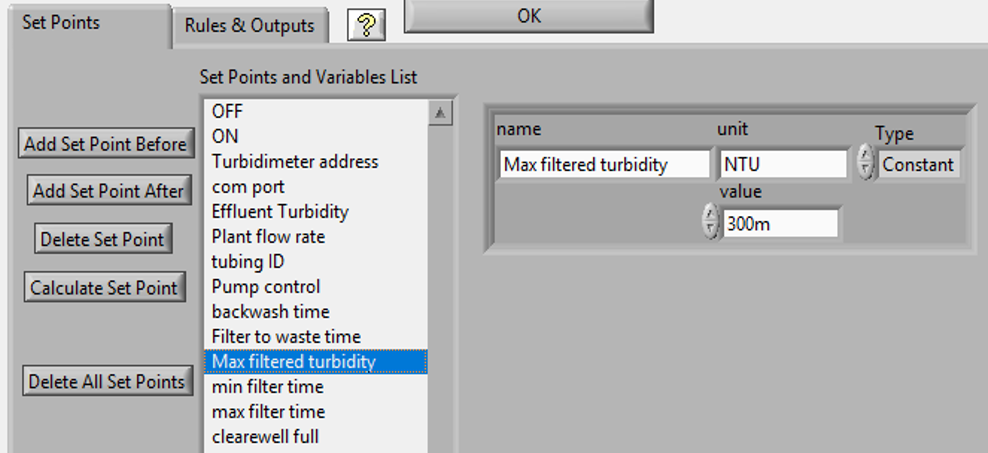 Set Points
Rules & Outputs
?
OK
Set Points and Variables List
Add Set Point Before
Add Set Point After
Delete Set Point
Calculate Set Point
Delete All Set Points
OFF
ON
Turbidimeter address
com port
Effluent Turbidity
Plant flow rate
tubing ID
Pump control
backwash time
Filter to waste time
Max filtered turbidity
min filter time
max filter time
clearewell full
name
unit
Type
Max filtered turbidity
NTU
Constant
value
300m